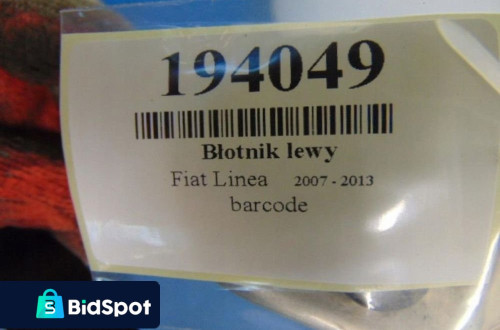 194049
Błotnik lewy
Fiat Linea 2007 - 2013
barcode
S BidSpot